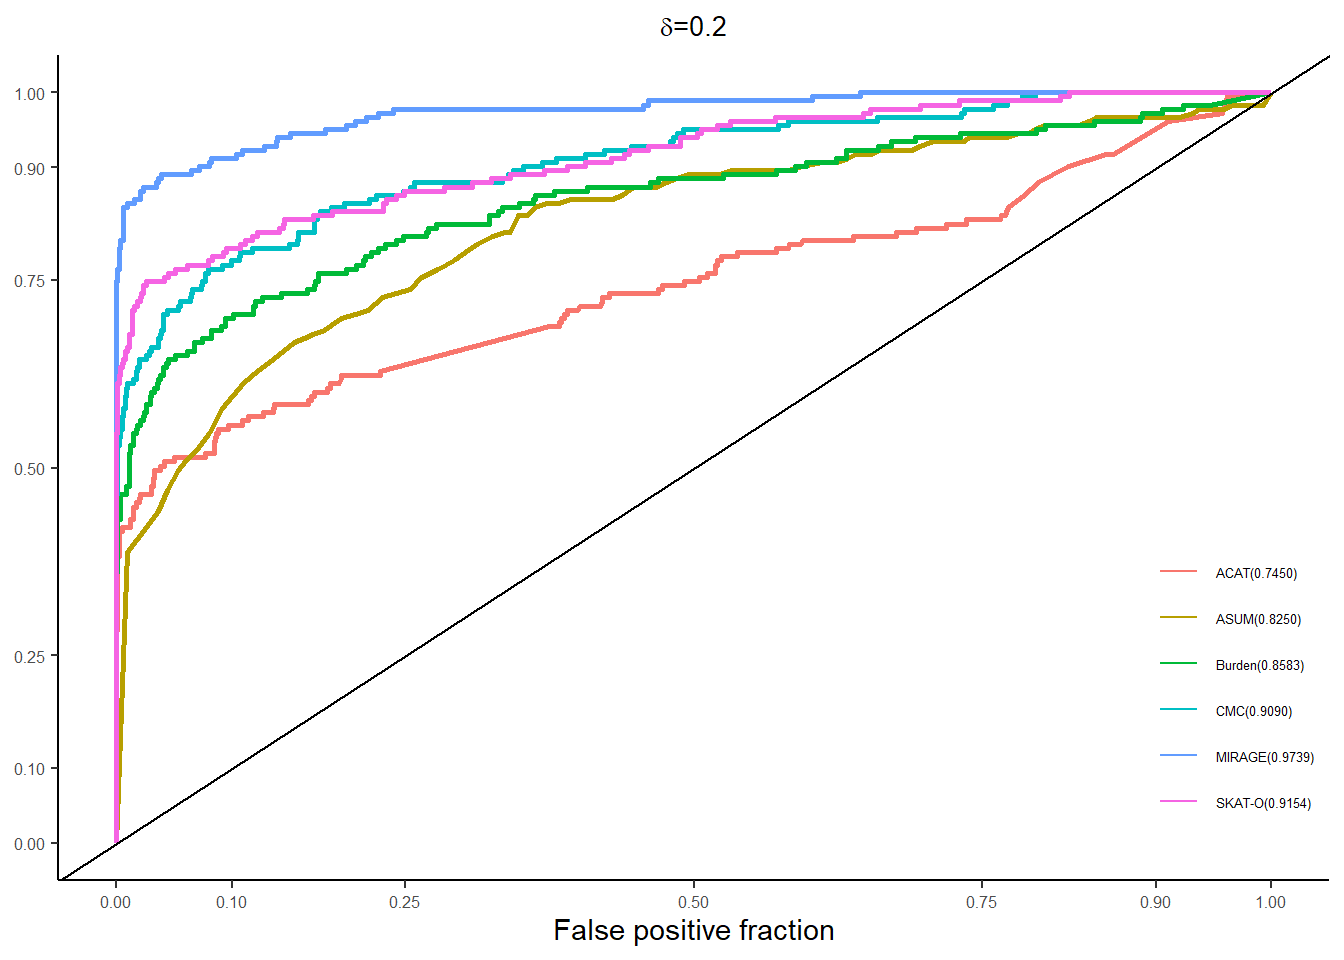 δ=0.2
1.00
0.90
0.75
0.50
0.25
0.10
0.00
ACAT(0.7450)
ASUM(0.8250)
Burden(0.8583)
CMC(0.9090)
MIRAGE(0.9739)
SKAT-O(0.9154)
0.00 0.10 0.25 0.50 0.75 0.90 1.00
False positive fraction